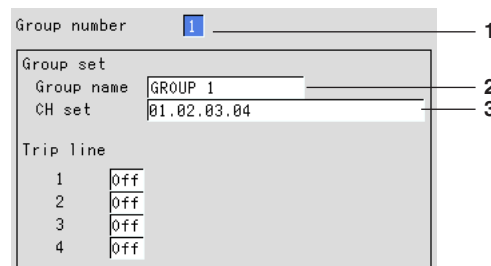 Group number 1 1
Group set
Group name GROUP 1 2
CH set 01.02.03.04 3
Trip line
1 Off
2 Off
3 Off
4 Off